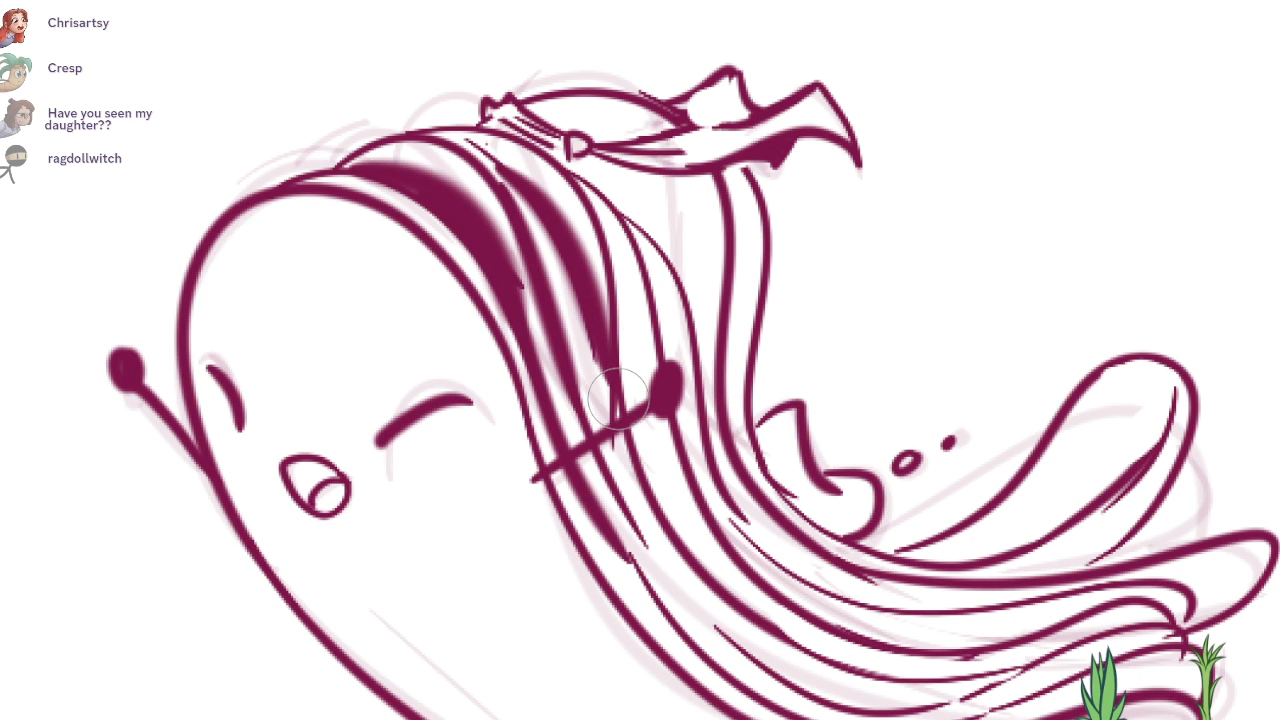 Chrisartsy
Cresp
Have you seen my
daughter??
ragdollwitch